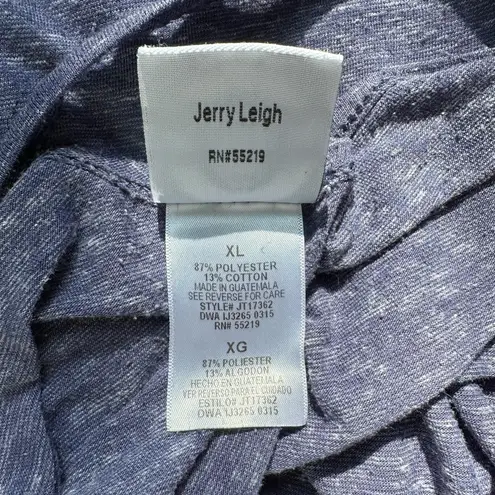 Jerry Leigh
RN#55219
XL
87% POLYESTER
13% COTTON
MADE IN GUATEMALA
SEE REVERSE FOR CARE
STYLE# JT17362
DWA IJ3265 0315
RN# 55219
XG
87% POLIESTER
13% ALGODON
HECHO EN GUATEMALA
VER REVERSO PARA EL CUIDADO
ESTILO# JT17362
DWA IJ3265 0315